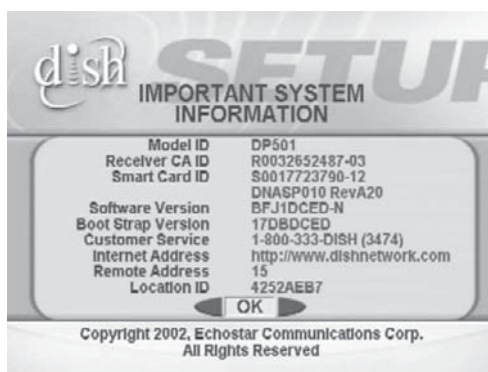 dish
SETUP
IMPORTANT SYSTEM
INFORMATION
Model ID DP501
Receiver CA ID R0032652487-03
Smart Card ID S0017723790-12
DNASP010 RevA20
Software Version BFJ1DCED-N
Boot Strap Version 17DBDCED
Customer Service 1-800-333-DISH (3474)
Internet Address http://www.dishnetwork.com
Remote Address 15
Location ID 4252AEB7
OK
Copyright 2002, Echostar Communications Corp.
All Rights Reserved